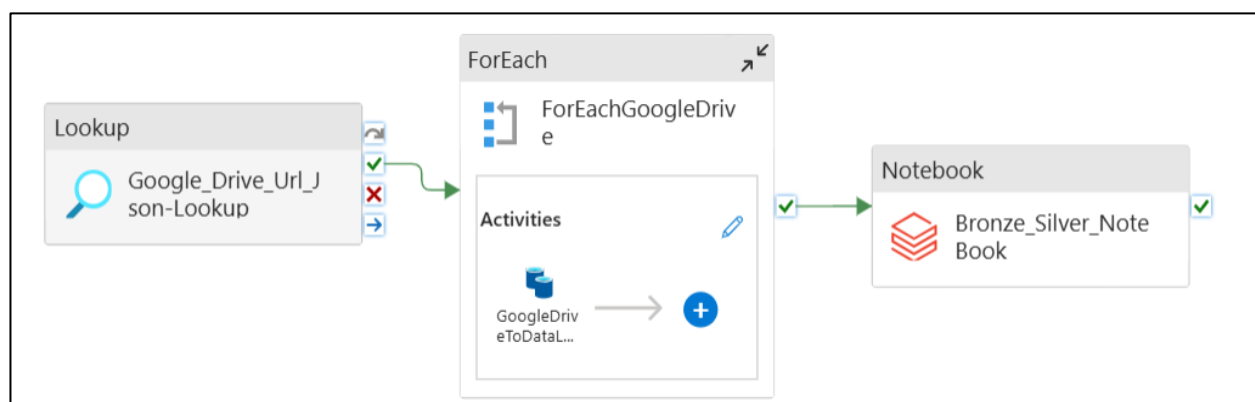 Lookup
Google_Drive_Url_J
son-Lookup
ForEach
ForEachGoogleDriv
e
Activities
GoogleDriv
eToDataL...
Notebook
Bronze_Silver_Note
Book